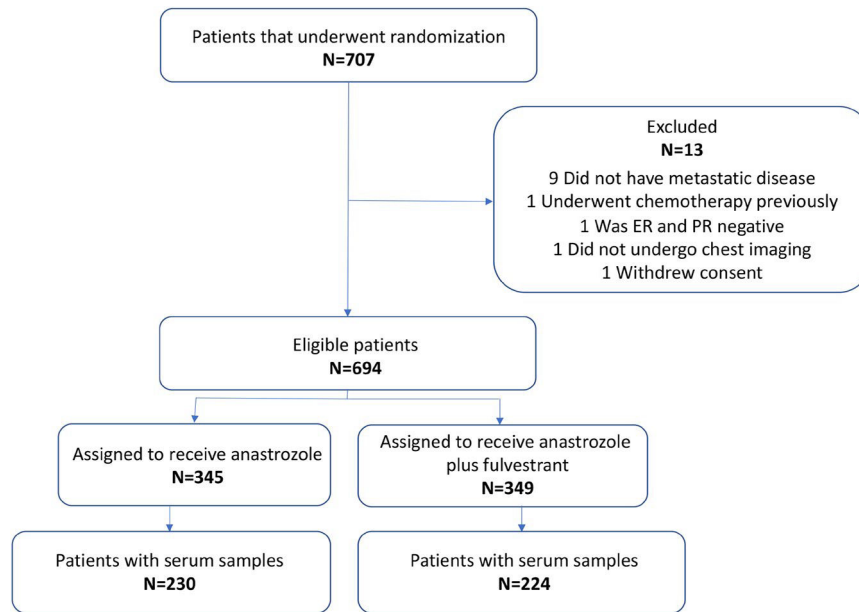 Patients that underwent randomization
N=707
Excluded
N=13
9 Did not have metastatic disease
1 Underwent chemotherapy previously
1 Was ER and PR negative
1 Did not undergo chest imaging
1 Withdrew consent
Eligible patients
N=694
Assigned to receive anastrozole
N=345
Assigned to receive anastrozole
plus fulvestrant
N=349
Patients with serum samples
N=230
Patients with serum samples
N=224